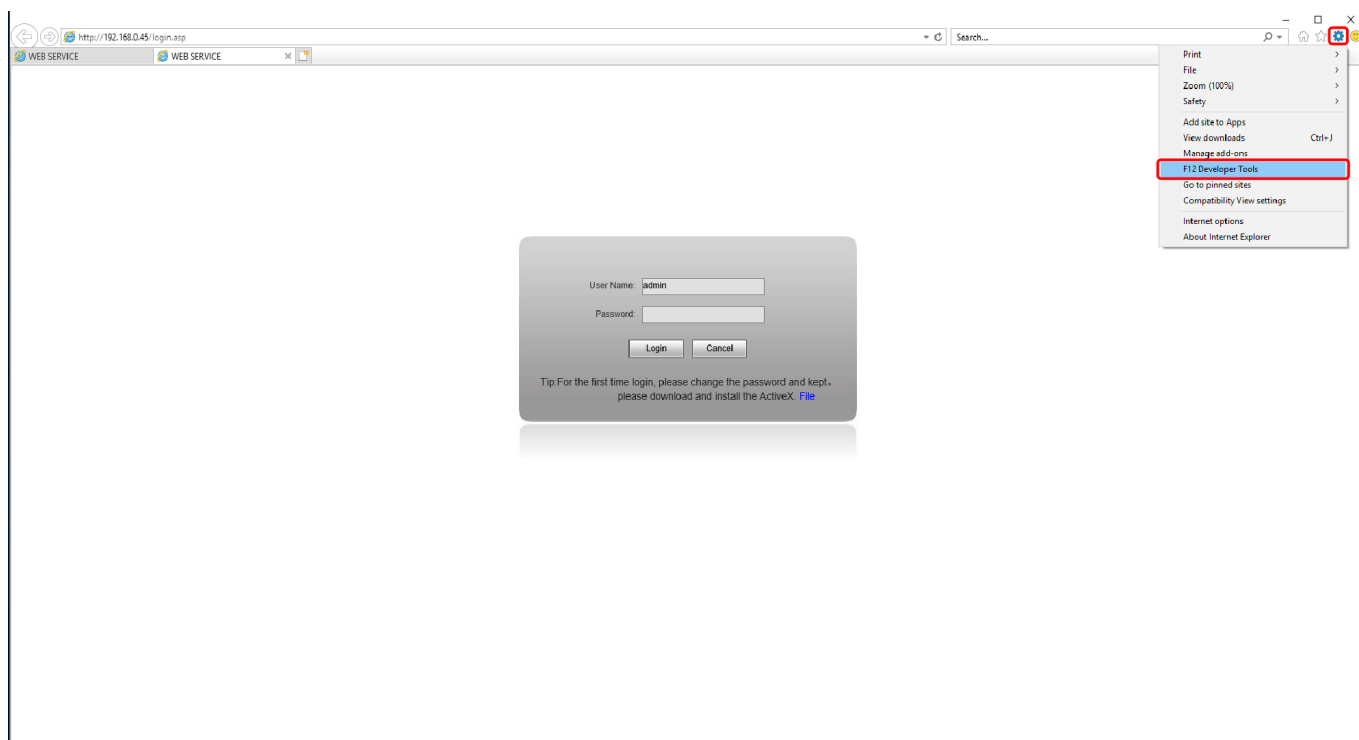 http://192.168.0.45/login.asp
Search...
WEB SERVICE
WEB SERVICE
Print
File
Zoom (100%)
Safety
Add site to Apps
View downloads Ctrl+J
Manage add-ons
F12 Developer Tools
Go to pinned sites
Compatibility View settings
Internet options
About Internet Explorer
User Name: admin
Password:
Login Cancel
Tip:For the first time login, please change the password and kept。
please download and install the ActiveX. File